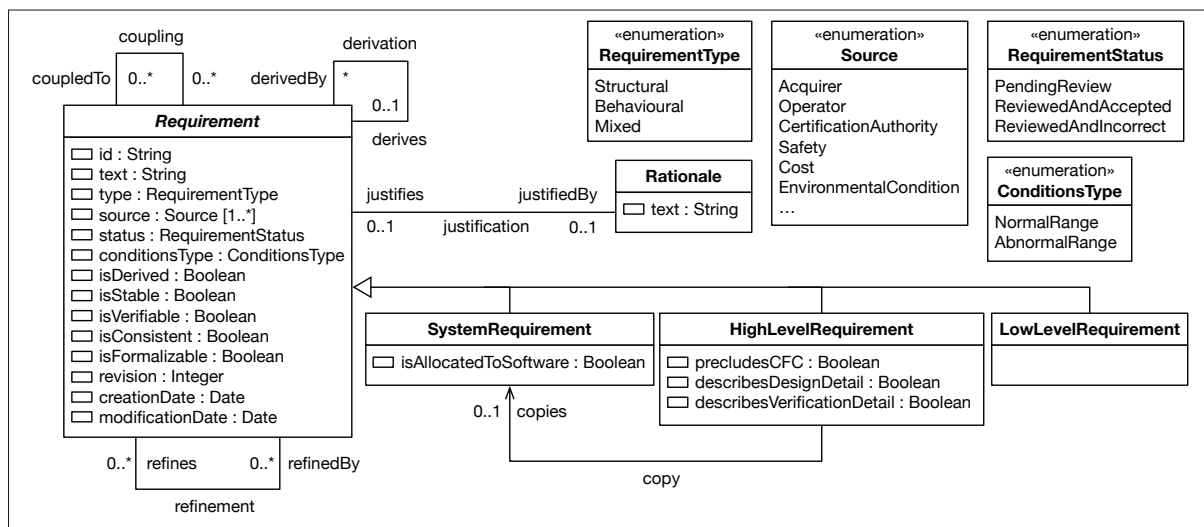 coupling
coupledTo
0..*
0..*
derivation
derivedBy
*
0..1
derives
Requirement
id : String
text : String
type : RequirementType
source : Source [1..*]
status : RequirementStatus
conditionsType : ConditionsType
isDerived : Boolean
isStable : Boolean
isVerifiable : Boolean
isConsistent : Boolean
isFormalizable : Boolean
revision : Integer
creationDate : Date
modificationDate : Date
0..*
refines
0..*
refinedBy
refinement
justifies
0..1
justification
justifiedBy
0..1
Rationale
text : String
«enumeration»
RequirementType
Structural
Behavioural
Mixed
«enumeration»
Source
Acquirer
Operator
CertificationAuthority
Safety
Cost
EnvironmentalCondition
…
«enumeration»
RequirementStatus
PendingReview
ReviewedAndAccepted
ReviewedAndIncorrect
«enumeration»
ConditionsType
NormalRange
AbnormalRange
SystemRequirement
isAllocatedToSoftware : Boolean
HighLevelRequirement
precludesCFC : Boolean
describesDesignDetail : Boolean
describesVerificationDetail : Boolean
LowLevelRequirement
0..1
copies
copy